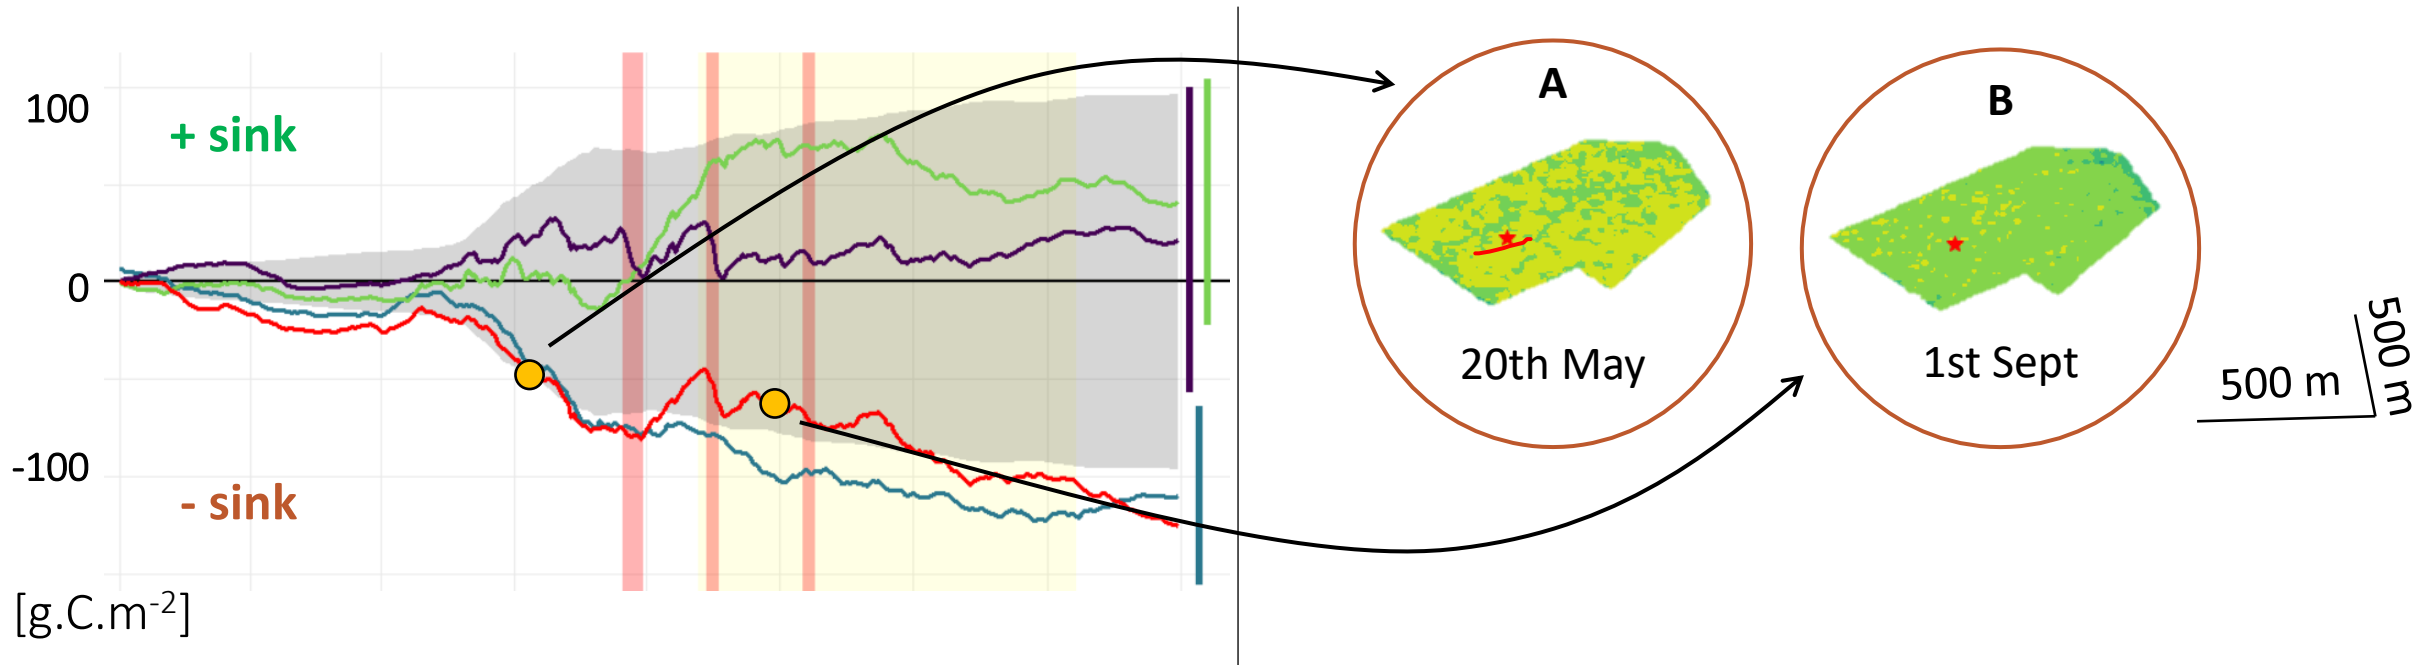 100
+ sink
0
-100
- sink
[g.C.m⁻²]
A
20th May
B
1st Sept
500 m
500 m